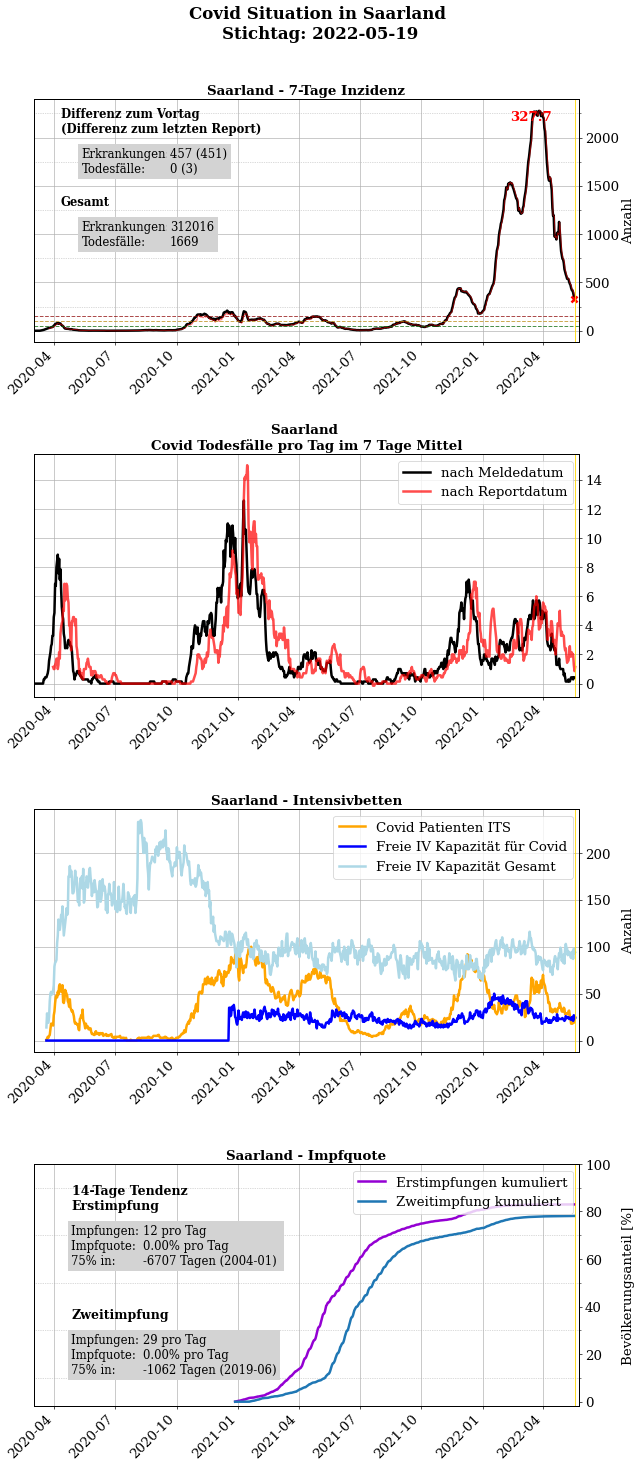 Covid Situation in Saarland
Stichtag: 2022-05-19
Saarland - 7-Tage Inzidenz
Differenz zum Vortag
(Differenz zum letzten Report)
Erkrankungen 457 (451)
Todesfälle: 0 (3)
Gesamt
Erkrankungen 312016
Todesfälle: 1669
2000
1500
1000
500
0
Anzahl
2020-04
2020-07
2020-10
2021-01
2021-04
2021-07
2021-10
2022-01
2022-04
Saarland
Covid Todesfälle pro Tag im 7 Tage Mittel
nach Meldedatum
nach Reportdatum
14
12
10
8
6
4
2
0
2020-04
2020-07
2020-10
2021-01
2021-04
2021-07
2021-10
2022-01
2022-04
Saarland - Intensivbetten
Covid Patienten ITS
Freie IV Kapazität für Covid
Freie IV Kapazität Gesamt
200
150
100
50
0
Anzahl
2020-04
2020-07
2020-10
2021-01
2021-04
2021-07
2021-10
2022-01
2022-04
Saarland - Impfquote
14-Tage Tendenz
Erstimpfung
Impfungen: 12 pro Tag
Impfquote: 0.00% pro Tag
75% in: -6707 Tagen (2004-01)
Zweitimpfung
Impfungen: 29 pro Tag
Impfquote: 0.00% pro Tag
75% in: -1062 Tagen (2019-06)
Erstimpfungen kumuliert
Zweitimpfung kumuliert
100
80
60
40
20
0
Bevölkerungsanteil [%]
2020-04
2020-07
2020-10
2021-01
2021-04
2021-07
2021-10
2022-01
2022-04